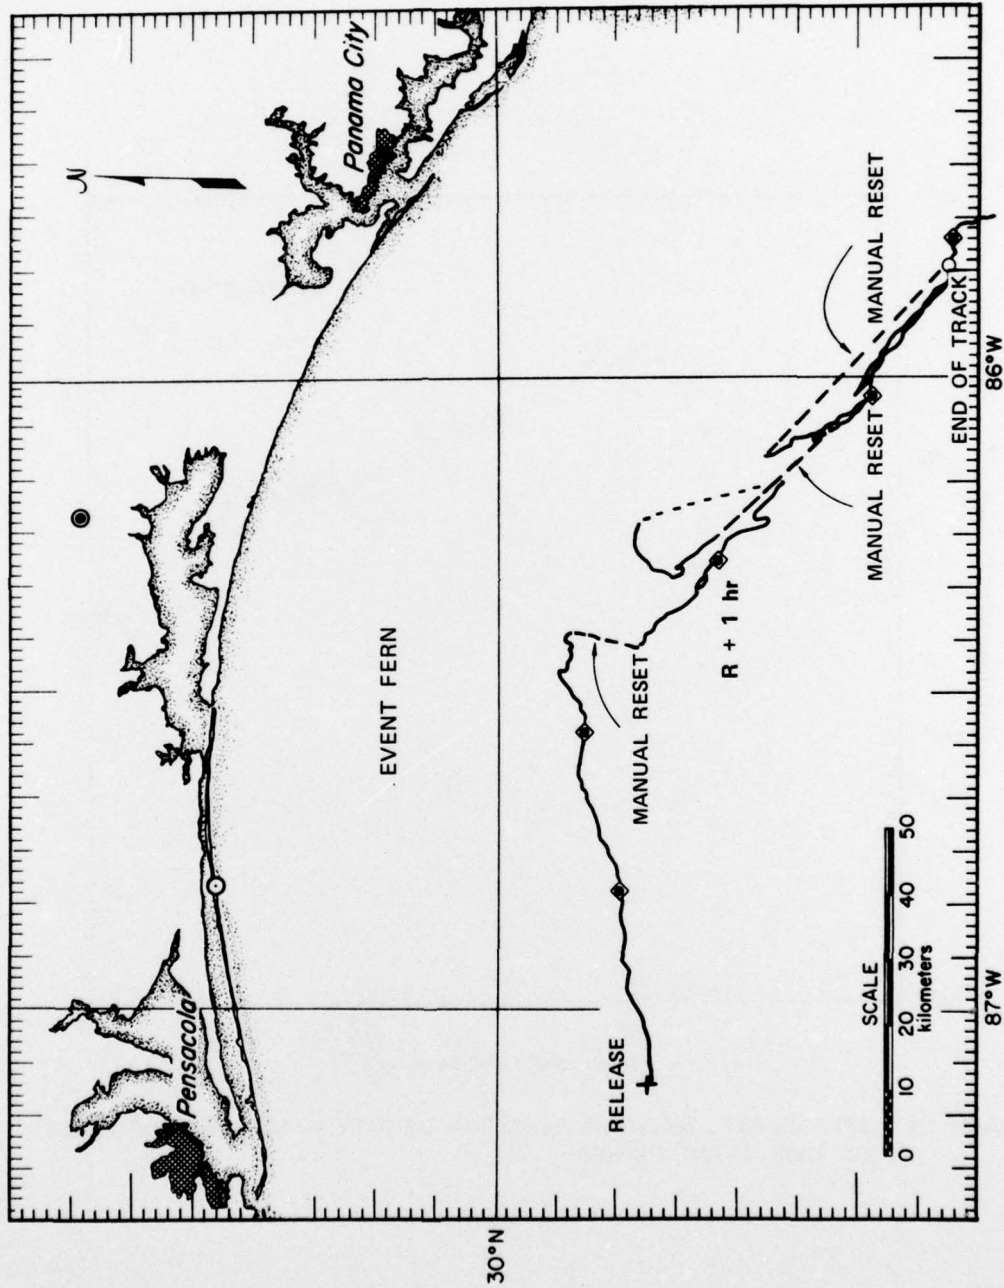 N
Pensacola
Panama City
EVENT FERN
30°N
RELEASE
MANUAL RESET
R + 1 hr
MANUAL RESET
MANUAL RESET
END OF TRACK
SCALE
0 10 20 30 40 50
kilometers
87°W
86°W